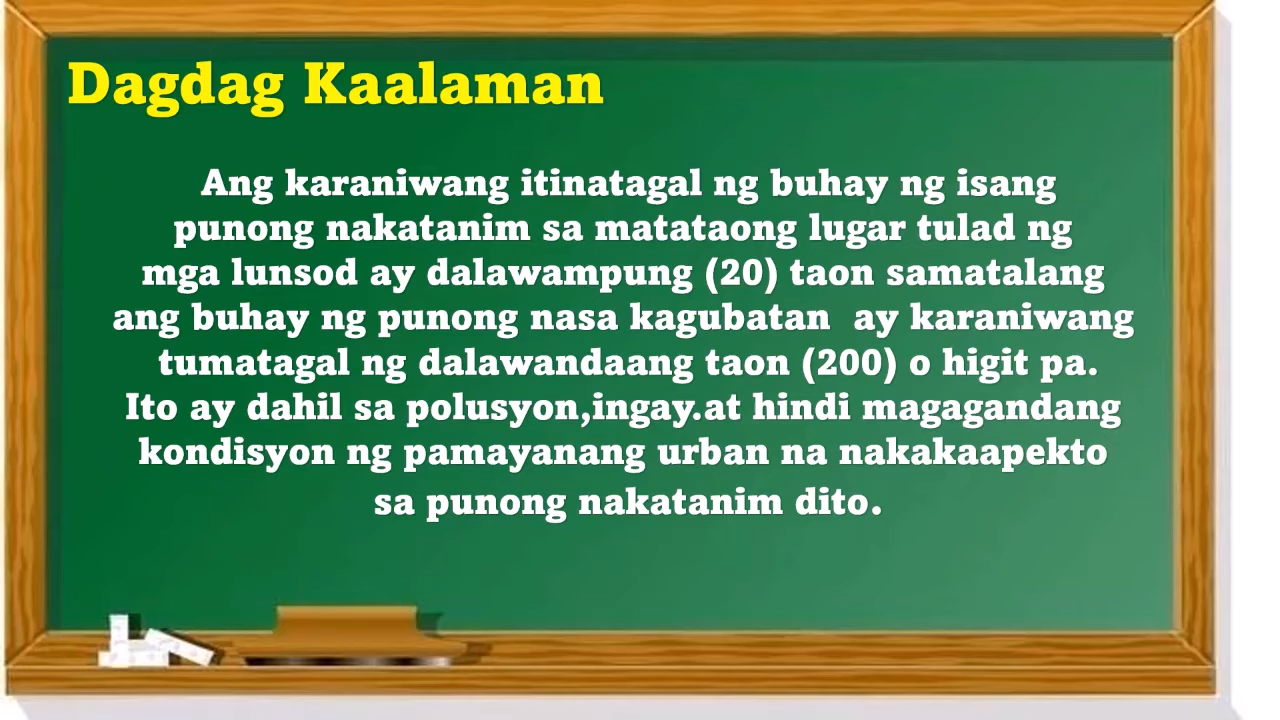 Dagdag Kaalaman
Ang karaniwang itinatagal ng buhay ng isang
punong nakatanim sa matataong lugar tulad ng
mga lunsod ay dalawampung (20) taon samatalang
ang buhay ng punong nasa kagubatan  ay karaniwang
tumatagal ng dalawandaang taon (200) o higit pa.
Ito ay dahil sa polusyon,ingay.at hindi magagandang
kondisyon ng pamayanang urban na nakakaapekto
sa punong nakatanim dito.